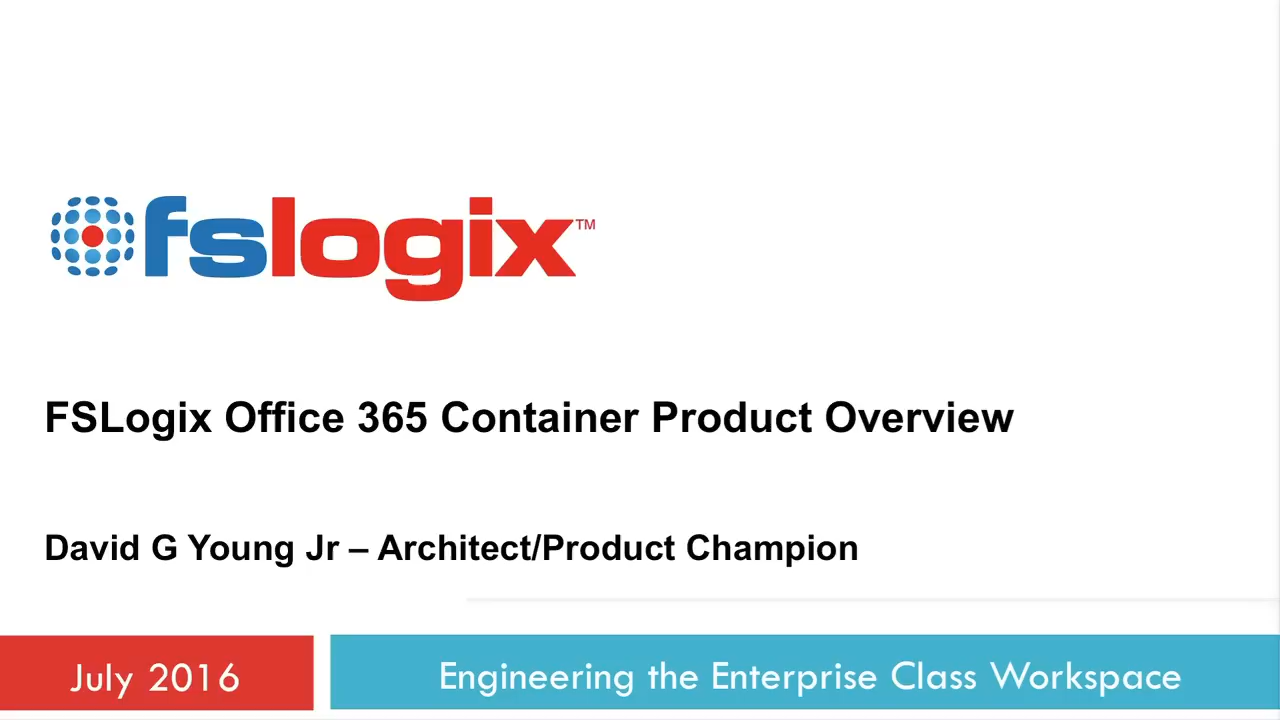 fslogix™
FSLogix Office 365 Container Product Overview
David G Young Jr – Architect/Product Champion
July 2016
Engineering the Enterprise Class Workspace